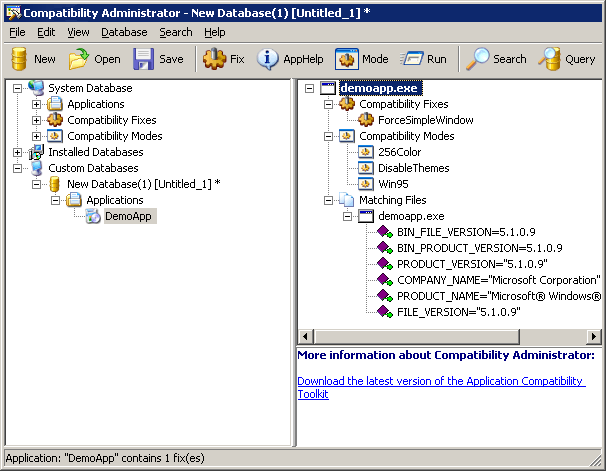 Compatibility Administrator - New Database(1) [Untitled_1] *
File Edit View Database Search Help
New Open Save Fix AppHelp Mode Run Search Query
System Database
Applications
Compatibility Fixes
Compatibility Modes
Installed Databases
Custom Databases
New Database(1) [Untitled_1] *
Applications
DemoApp
demoapp.exe
Compatibility Fixes
ForceSimpleWindow
Compatibility Modes
256Color
DisableThemes
Win95
Matching Files
demoapp.exe
BIN_FILE_VERSION=5.1.0.9
BIN_PRODUCT_VERSION=5.1.0.9
PRODUCT_VERSION="5.1.0.9"
COMPANY_NAME="Microsoft Corporation"
PRODUCT_NAME="Microsoft® Windows®
FILE_VERSION="5.1.0.9"
More information about Compatibility Administrator:
Download the latest version of the Application Compatibility
Toolkit
Application: "DemoApp" contains 1 fix(es)